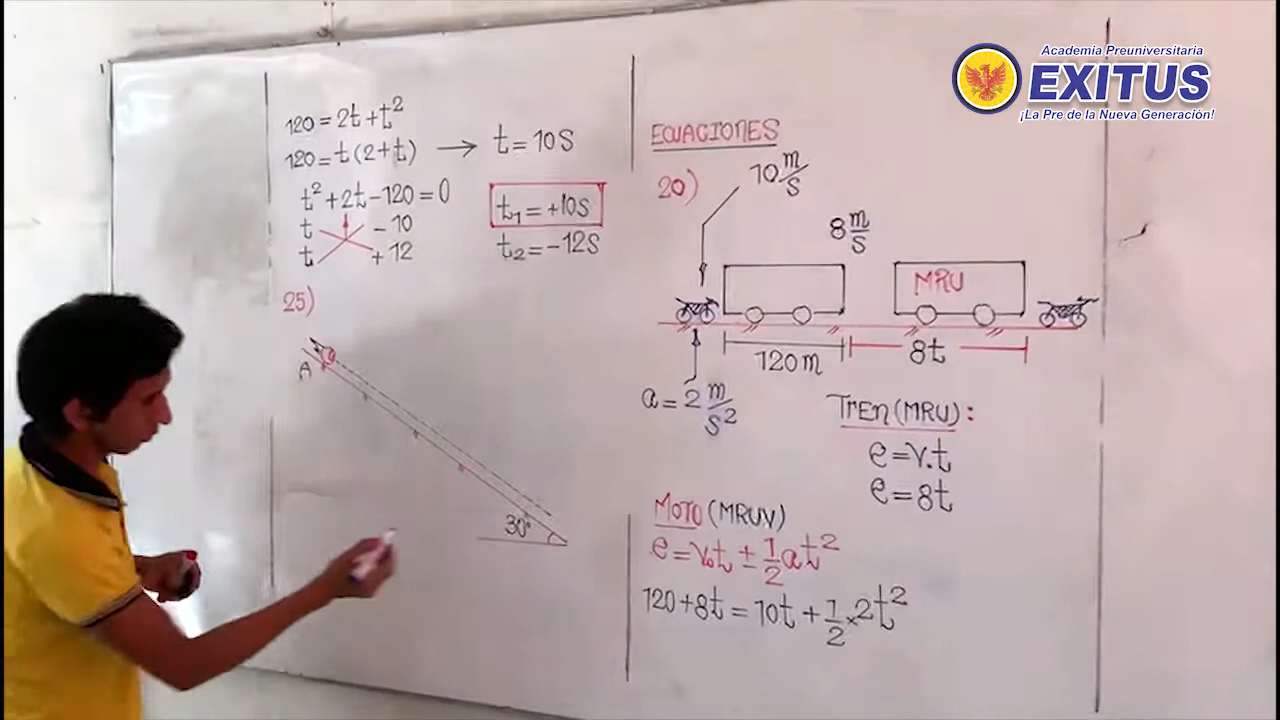 Academia Preuniversitaria
EXITUS
¡La Pre de la Nueva Generación!
120 = 2t + t²
120 = t(2+t) → t = 10s
t² + 2t - 120 = 0
t - 10
t + 12
t₁ = +10s
t₂ = -12s
25)
A
30°
ECUACIONES
20)
10 m/s
8 m/s
MRU
120m
8t
a = 2 m/s²
Tren (MRU):
e = v.t
e = 8t
Moto (MRUV)
e = v₀t ± 1/2 at²
120 + 8t = 10t + 1/2 × 2t²